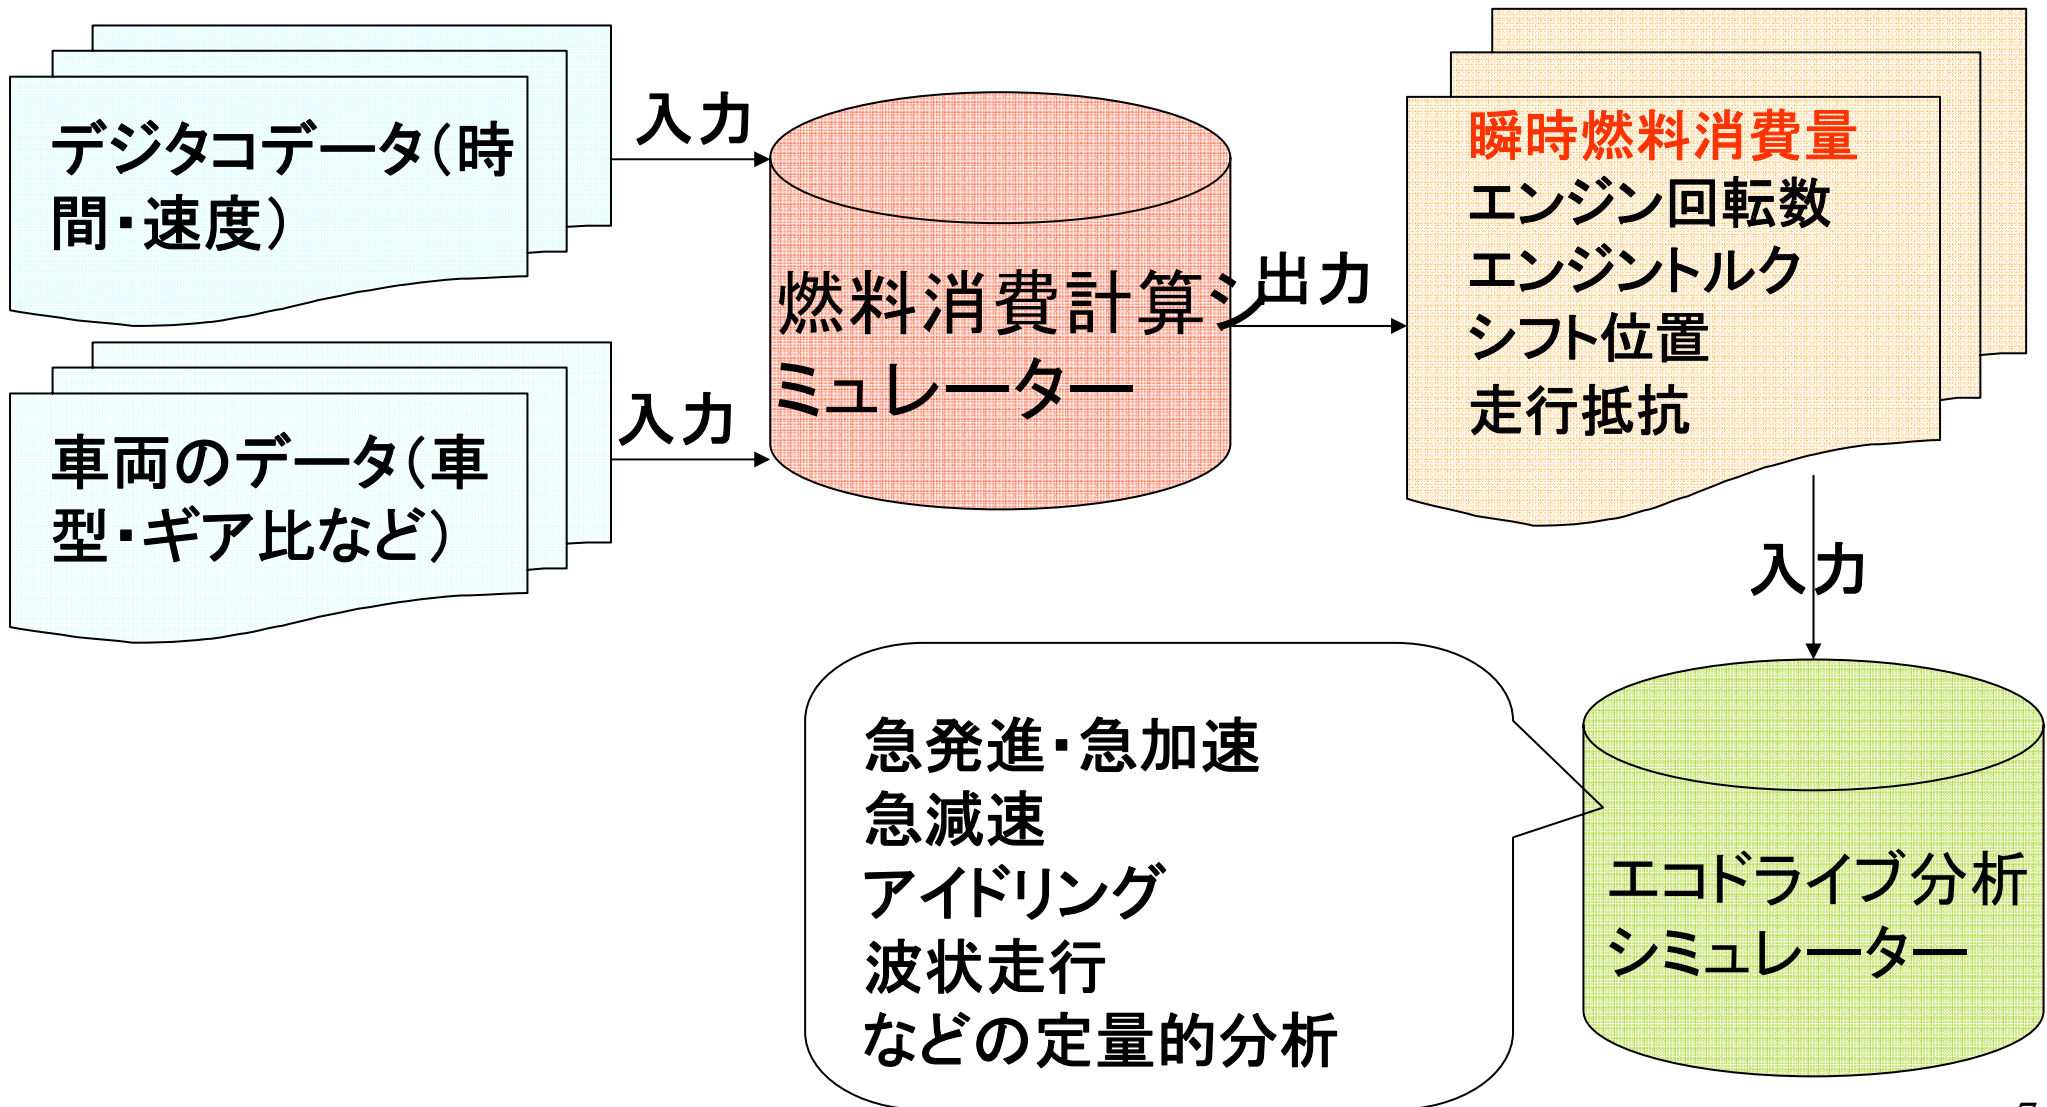 デジタコデータ（時
間・速度）
入力
車両のデータ（車
型・ギア比など）
入力
燃料消費計算シ
ミュレーター
出力
瞬時燃料消費量
エンジン回転数
エンジントルク
シフト位置
走行抵抗
入力
急発進・急加速
急減速
アイドリング
波状走行
などの定量的分析
エコドライブ分析
シミュレーター